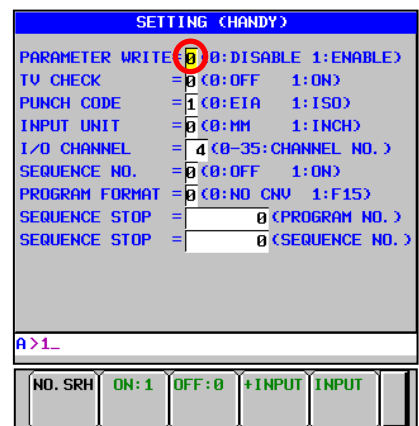 SETTING (HANDY)
PARAMETER WRITE=0(0:DISABLE 1:ENABLE)
TV CHECK =0(0:OFF 1:ON)
PUNCH CODE =1(0:EIA 1:ISO)
INPUT UNIT =0(0:MM 1:INCH)
I/O CHANNEL = 4(0-35:CHANNEL NO.)
SEQUENCE NO. =0(0:OFF 1:ON)
PROGRAM FORMAT =0(0:NO CNV 1:F15)
SEQUENCE STOP = 0(PROGRAM NO.)
SEQUENCE STOP = 0(SEQUENCE NO.)
A>1_
NO.SRH ON:1 OFF:0 +INPUT INPUT